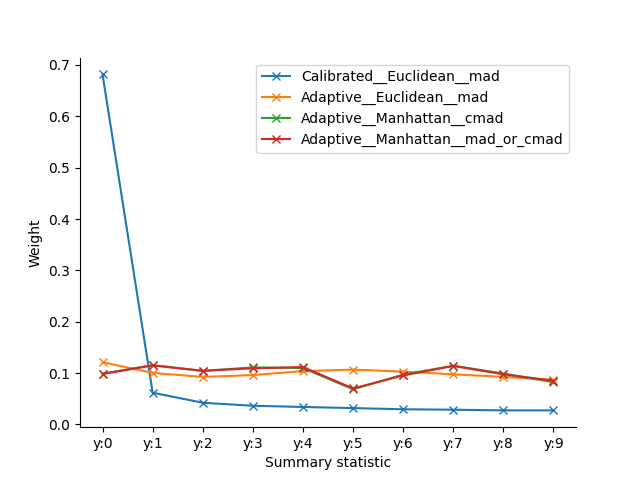 0.7
0.6
0.5
0.4
0.3
0.2
0.1
0.0
Weight
Calibrated__Euclidean__mad
Adaptive__Euclidean__mad
Adaptive__Manhattan__cmad
Adaptive__Manhattan__mad_or_cmad
y:0 y:1 y:2 y:3 y:4 y:5 y:6 y:7 y:8 y:9
Summary statistic